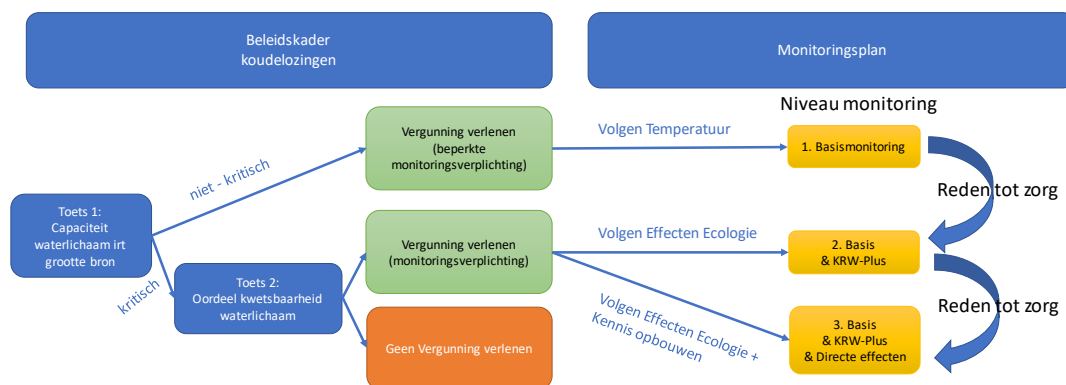 Beleidskader
koudelozingen
Monitoringsplan
Niveau monitoring
Vergunning verlenen
(beperkte
monitoringsverplichting)
Volgen Temperatuur
1. Basismonitoring
niet - kritisch
Reden tot zorg
Toets 1:
Capaciteit
waterlichaam irt
grootte bron
kritisch
Toets 2:
Oordeel kwetsbaarheid
waterlichaam
Vergunning verlenen
(monitoringsverplichting)
Volgen Effecten Ecologie
2. Basis
& KRW-Plus
Reden tot zorg
Geen Vergunning verlenen
Volgen Effecten Ecologie +
Kennis opbouwen
3. Basis
& KRW-Plus
& Directe effecten